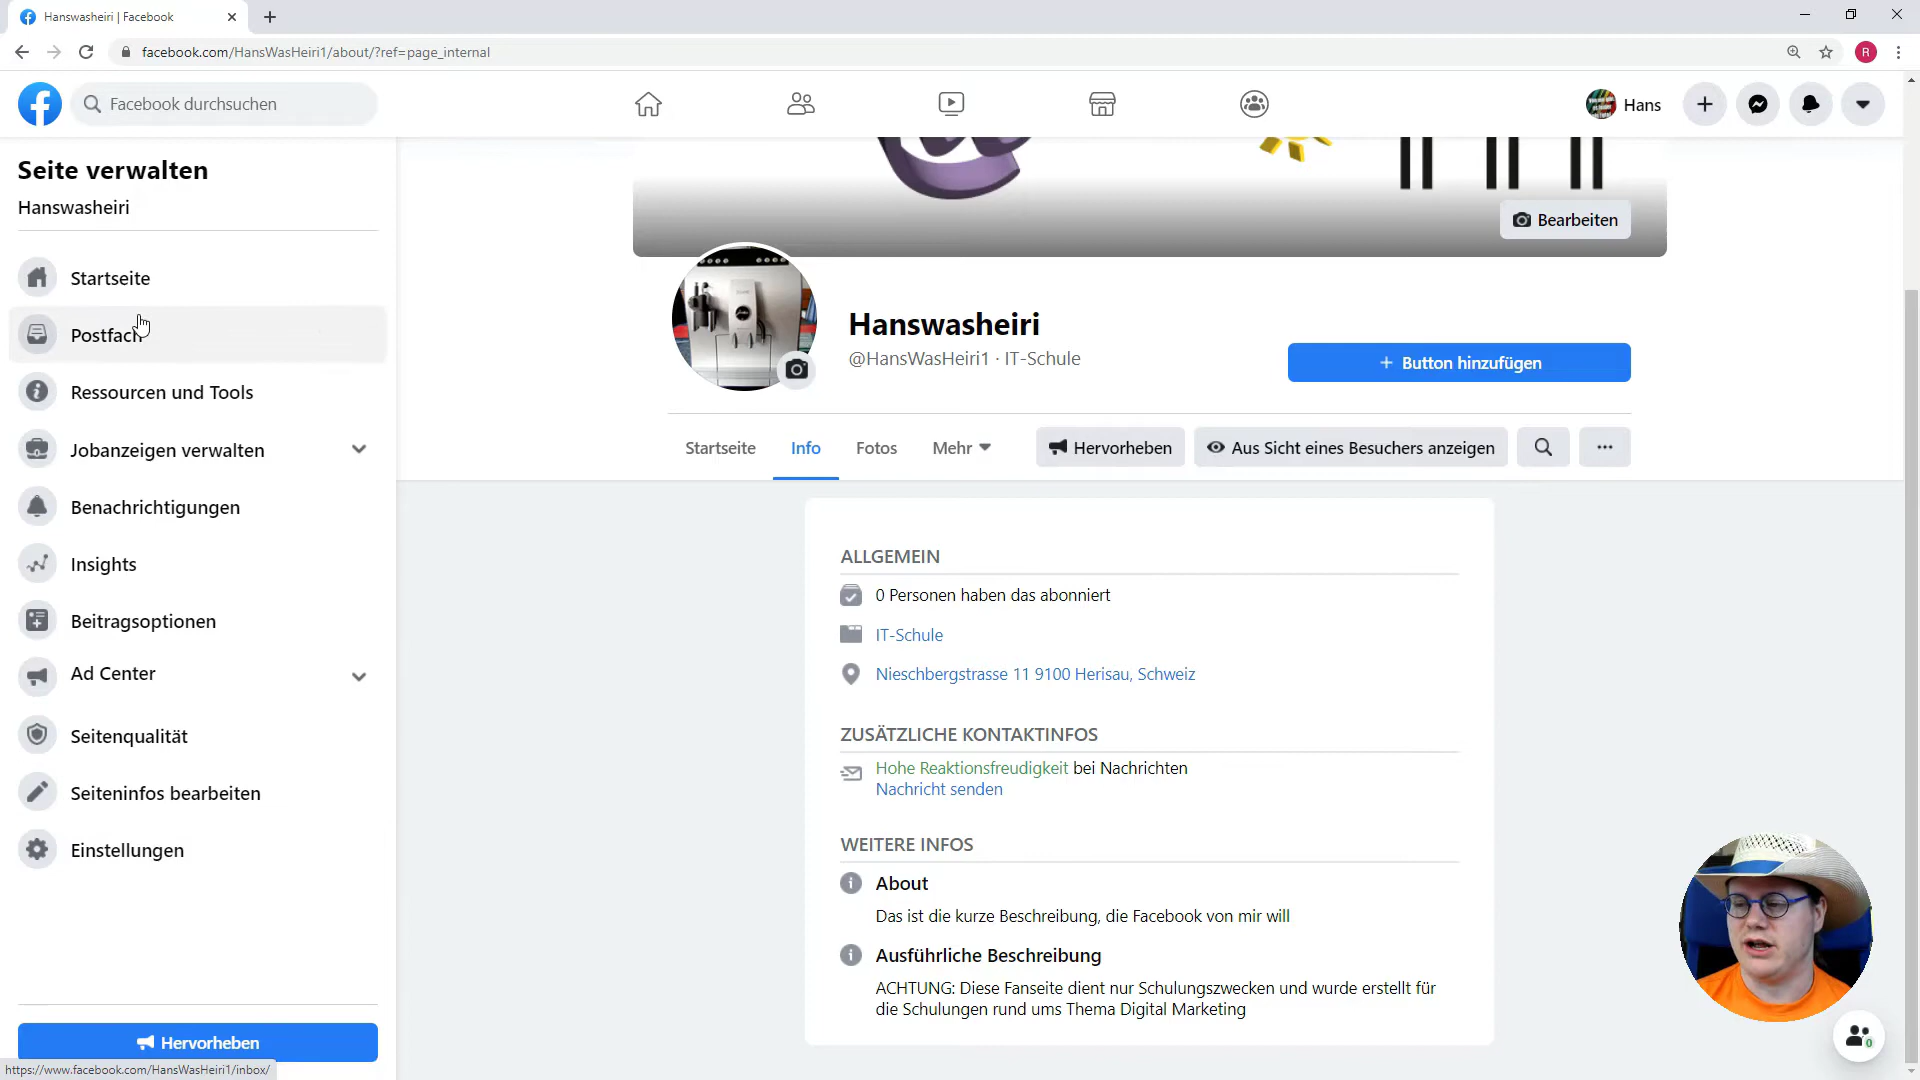 Hanswasheiri | Facebook
facebook.com/HansWasHeiri1/about/?ref=page_internal
R
Facebook durchsuchen
Hans
Seite verwalten
Hanswasheiri
Startseite
Postfach
Ressourcen und Tools
Jobanzeigen verwalten
Benachrichtigungen
Insights
Beitragsoptionen
Ad Center
Seitenqualität
Seiteninfos bearbeiten
Einstellungen
Hervorheben
https://www.facebook.com/HansWasHeiri1/inbox/
Bearbeiten
Hanswasheiri
@HansWasHeiri1 · IT-Schule
+ Button hinzufügen
Startseite
Info
Fotos
Mehr
Hervorheben
Aus Sicht eines Besuchers anzeigen
ALLGEMEIN
0 Personen haben das abonniert
IT-Schule
Nieschbergstrasse 11 9100 Herisau, Schweiz
ZUSÄTZLICHE KONTAKTINFOS
Hohe Reaktionsfreudigkeit bei Nachrichten
Nachricht senden
WEITERE INFOS
About
Das ist die kurze Beschreibung, die Facebook von mir will
Ausführliche Beschreibung
ACHTUNG: Diese Fanseite dient nur Schulungszwecken und wurde erstellt für
die Schulungen rund ums Thema Digital Marketing
0